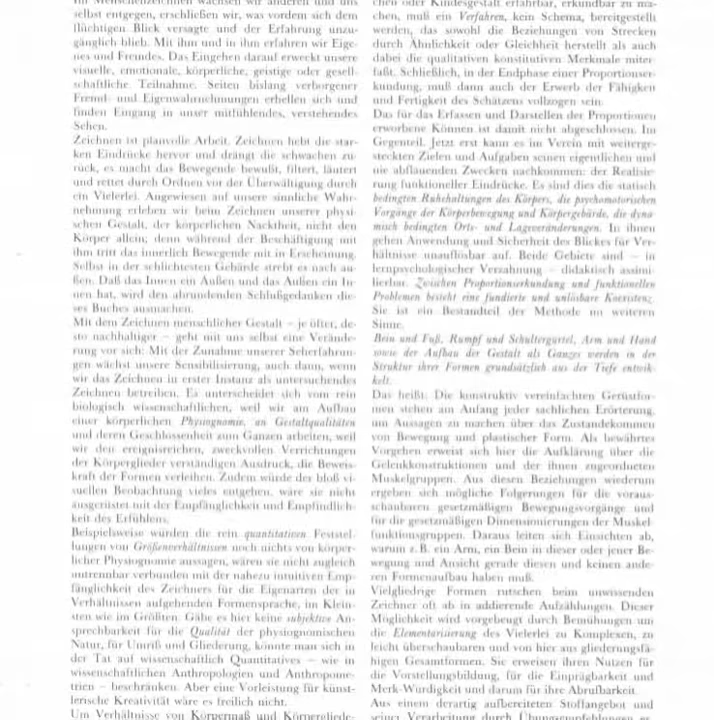 Im Menschenzeichnen wachsen wir anderen und uns
selbst entgegen, erschließen wir, was vordem sich dem
flüchtigen Blick versagte und der Erfahrung unzu-
gänglich blieb. Mit ihm und in ihm erfahren wir Eige-
nes und Fremdes. Das Eingehen darauf erweckt unsere
visuelle, emotionale, körperliche, geistige oder gesell-
schaftliche Teilnahme. Seiten bislang verborgener
Fremd- und Eigenwahrnehmungen erhellen sich und
finden Eingang in unser mitfühlendes, verstehendes
Sehen.
Zeichnen ist planvolle Arbeit. Zeichnen hebt die star-
ken Eindrücke hervor und drängt die schwachen zu-
rück, es macht das Bewegende bewußt, filtert, läutert
und rettet durch Ordnen vor der Überwältigung durch
ein Vielerlei. Angewiesen auf unsere sinnliche Wahr-
nehmung erleben wir beim Zeichnen unserer physi-
schen Gestalt, der körperlichen Nacktheit, nicht den
Körper allein; denn während der Beschäftigung mit
ihm tritt das innerlich Bewegende mit in Erscheinung.
Selbst in der schlichtesten Gebärde strebt es nach au-
ßen. Daß das Innen ein Außen und das Außen ein In-
nen hat, wird den abrundenden Schlußgedanken die-
ses Buches ausmachen.
Mit dem Zeichnen menschlicher Gestalt – je öfter, de-
sto nachhaltiger – geht mit uns selbst eine Verände-
rung vor sich: Mit der Zunahme unserer Seherfahrun-
gen wächst unsere Sensibilisierung, auch dann, wenn
wir das Zeichnen in erster Instanz als untersuchendes
Zeichnen betreiben. Es unterscheidet sich vom rein
biologisch wissenschaftlichen, weil wir am Aufbau
einer körperlichen Physiognomie, an Gestaltqualitäten
und deren Geschlossenheit zum Ganzen arbeiten, weil
wir den ereignisreichen, zweckvollen Verrichtungen
der Körperglieder verständigen Ausdruck, die Beweis-
kraft der Formen verleihen. Zudem würde der bloß vi-
suellen Beobachtung vieles entgehen, wäre sie nicht
ausgerüstet mit der Empfänglichkeit und Empfindlich-
keit des Erfühlens.
Beispielsweise würden die rein quantitativen Feststel-
lungen von Größenverhältnissen noch nichts von körper-
licher Physiognomie aussagen, wären sie nicht zugleich
untrennbar verbunden mit der nahezu intuitiven Emp-
fänglichkeit des Zeichners für die Eigenarten der in
Verhältnissen aufgehenden Formensprache, im Klein-
sten wie im Größten. Gäbe es hier keine subjektive An-
sprechbarkeit für die Qualität der physiognomischen
Natur, für Umriß und Gliederung, könnte man sich in
der Tat auf wissenschaftlich Quantitatives – wie in
wissenschaftlichen Anthropologien und Anthropome-
trien – beschränken. Aber eine Vorleistung für künst-
lerische Kreativität wäre es freilich nicht.
Um Verhältnisse von Körpermaß und Körpergliede-
chen oder Kindesgestalt erfahrbar, erkundbar zu ma-
chen, muß ein Verfahren, kein Schema, bereitgestellt
werden, das sowohl die Beziehungen von Strecken
durch Ähnlichkeit oder Gleichheit herstellt als auch
dabei die qualitativen konstitutiven Merkmale miter-
faßt. Schließlich, in der Endphase einer Proportionser-
kundung, muß dann auch der Erwerb der Fähigkeit
und Fertigkeit des Schätzens vollzogen sein.
Das für das Erfassen und Darstellen der Proportionen
erworbene Können ist damit nicht abgeschlossen. Im
Gegenteil. Jetzt erst kann es im Verein mit weiterge-
steckten Zielen und Aufgaben seinen eigentlichen und
nie abflauenden Zwecken nachkommen: der Realisie-
rung funktioneller Eindrücke. Es sind dies die statisch
bedingten Ruhehaltungen des Körpers, die psychomotorischen
Vorgänge der Körperbewegung und Körpergebärde, die dyna-
misch bedingten Orts- und Lageveränderungen. In ihnen
gehen Anwendung und Sicherheit des Blickes für Ver-
hältnisse unauflösbar auf. Beide Gebiete sind – in
lernpsychologischer Verzahnung – didaktisch assimi-
lierbar. Zwischen Proportionserkundung und funktionellen
Problemen besteht eine fundierte und unlösbare Koexistenz.
Sie ist ein Bestandteil der Methode im weiteren
Sinne.
Bein und Fuß, Rumpf und Schultergürtel, Arm und Hand
sowie der Aufbau der Gestalt als Ganzes werden in der
Struktur ihrer Formen grundsätzlich aus der Tiefe entwik-
kelt.
Das heißt: Die konstruktiv vereinfachten Gerüstfor-
men stehen am Anfang jeder sachlichen Erörterung,
um Aussagen zu machen über das Zustandekommen
von Bewegung und plastischer Form. Als bewährtes
Vorgehen erweist sich hier die Aufklärung über die
Gelenkkonstruktionen und der ihnen zugeordneten
Muskelgruppen. Aus diesen Beziehungen wiederum
ergeben sich mögliche Folgerungen für die voraus-
schaubaren gesetzmäßigen Bewegungsvorgänge und
für die gesetzmäßigen Dimensionierungen der Muskel-
funktionsgruppen. Daraus leiten sich Einsichten ab,
warum z. B. ein Arm, ein Bein in dieser oder jener Be-
wegung und Ansicht gerade diesen und keinen ande-
ren Formenaufbau haben muß.
Vielgliedrige Formen rutschen beim unwissenden
Zeichner oft ab in addierende Aufzählungen. Dieser
Möglichkeit wird vorgebeugt durch Bemühungen um
die Elementarisierung des Vielerlei zu Komplexen, zu
leicht überschaubaren und von hier aus gliederungsfä-
higen Gesamtformen. Sie erweisen ihren Nutzen für
die Vorstellungsbildung, für die Einprägbarkeit und
Merk-Würdigkeit und darum für ihre Abrufbarkeit.
Aus einem derartig aufbereiteten Stoffangebot und
seiner Verarbeitung durch Übungsempfehlungen er-